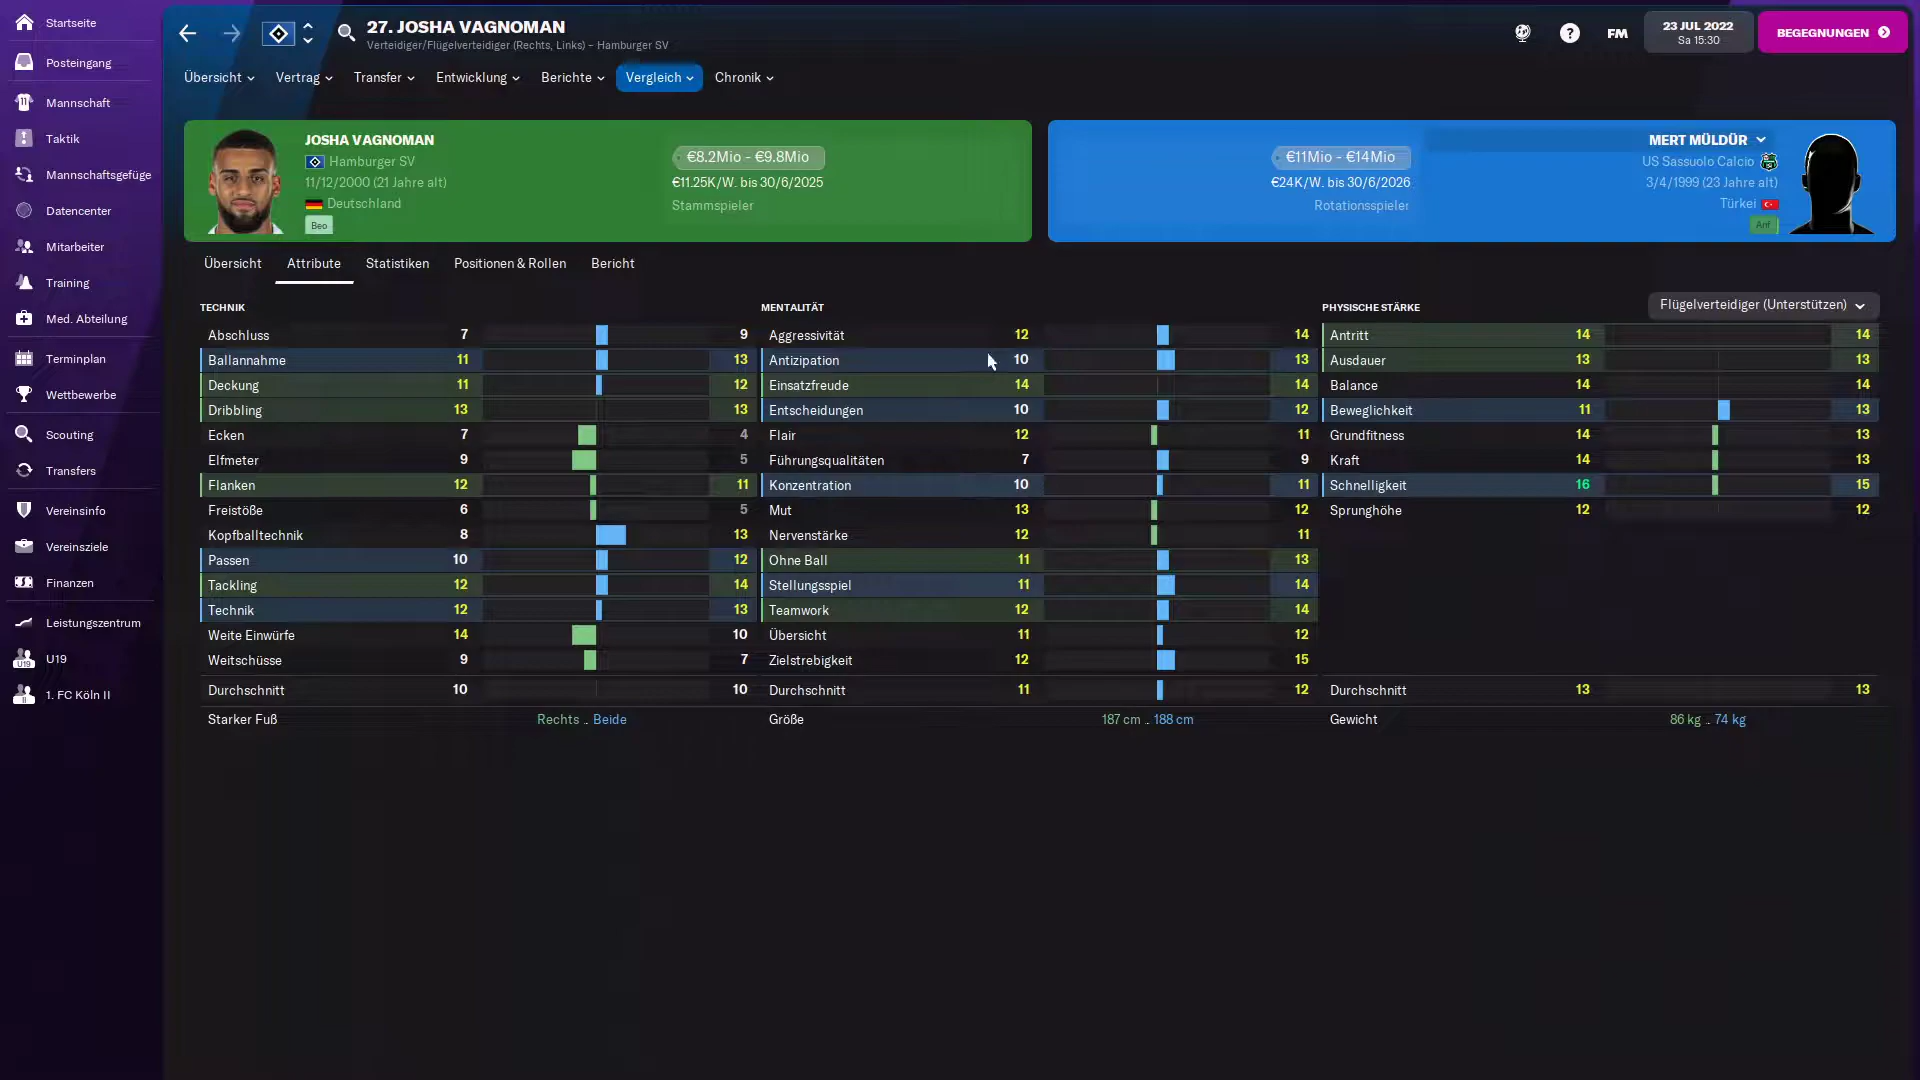 Startseite
Posteingang
Mannschaft
Taktik
Mannschaftsgefüge
Datencenter
Mitarbeiter
Training
Med. Abteilung
Terminplan
Wettbewerbe
Scouting
Transfers
Vereinsinfo
Vereinsziele
Finanzen
Leistungszentrum
U19
1. FC Köln II
27. JOSHA VAGNOMAN
Verteidiger/Flügelverteidiger (Rechts, Links) - Hamburger SV
FM
23 JUL 2022
Sa 15:30
BEGEGNUNGEN
Übersicht Vertrag Transfer Entwicklung Berichte Vergleich Chronik
JOSHA VAGNOMAN
Hamburger SV
11/12/2000 (21 Jahre alt)
Deutschland
Beo
€8.2Mio - €9.8Mio
€11.25K/W. bis 30/6/2025
Stammspieler
€11Mio - €14Mio
€24K/W. bis 30/6/2026
Rotationsspieler
MERT MÜLDÜR
US Sassuolo Calcio
3/4/1999 (23 Jahre alt)
Türkei
Anf
Übersicht Attribute Statistiken Positionen & Rollen Bericht
Flügelverteidiger (Unterstützen)
TECHNIK
Abschluss 7 9
Ballannahme 11 13
Deckung 11 12
Dribbling 13 13
Ecken 7 4
Elfmeter 9 5
Flanken 12 11
Freistöße 6 5
Kopfballtechnik 8 13
Passen 10 12
Tackling 12 14
Technik 12 13
Weite Einwürfe 14 10
Weitschüsse 9 7
Durchschnitt 10 10
Starker Fuß Rechts .. Beide
MENTALITÄT
Aggressivität 12 14
Antizipation 10 13
Einsatzfreude 14 14
Entscheidungen 10 12
Flair 12 11
Führungsqualitäten 7 9
Konzentration 10 11
Mut 13 12
Nervenstärke 12 11
Ohne Ball 11 13
Stellungsspiel 11 14
Teamwork 12 14
Übersicht 11 12
Zielstrebigkeit 12 15
Durchschnitt 11 12
Größe 187 cm .. 188 cm
PHYSISCHE STÄRKE
Antritt 14 14
Ausdauer 13 13
Balance 14 14
Beweglichkeit 11 13
Grundfitness 14 13
Kraft 14 13
Schnelligkeit 16 15
Sprunghöhe 12 12
Durchschnitt 13 13
Gewicht 86 kg .. 74 kg